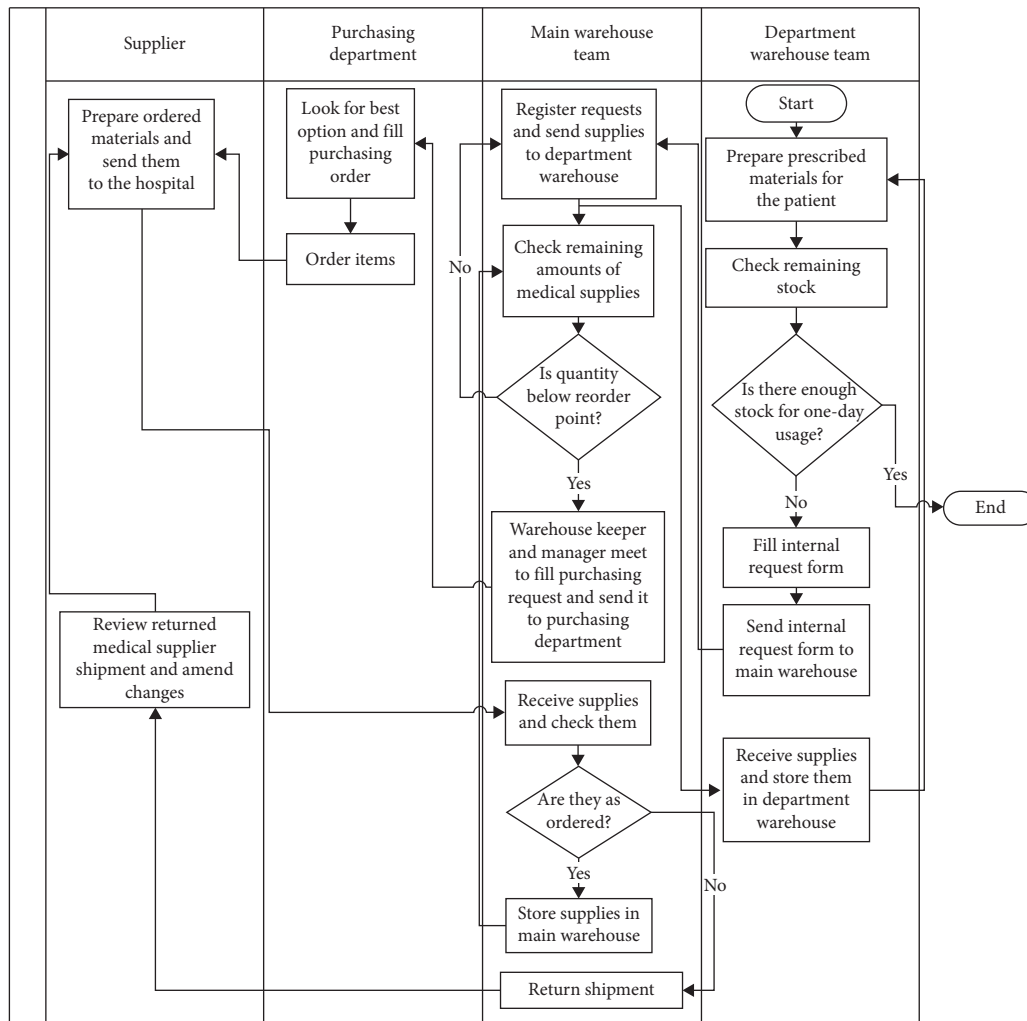 Supplier
Purchasing
department
Main warehouse
team
Department
warehouse team
Prepare ordered
materials and
send them
to the hospital
Review returned
medical supplier
shipment and amend
changes
Look for best
option and fill
purchasing
order
Order items
Register requests
and send supplies
to department
warehouse
Check remaining
amounts of
medical supplies
No
Is quantity
below reorder
point?
Yes
Warehouse keeper
and manager meet
to fill purchasing
request and send it
to purchasing
department
Receive supplies
and check them
Are they as
ordered?
Yes
No
Store supplies in
main warehouse
Return shipment
Start
Prepare prescribed
materials for
the patient
Check remaining
stock
Is there enough
stock for one-day
usage?
Yes
No
End
Fill internal
request form
Send internal
request form to
main warehouse
Receive supplies
and store them
in department
warehouse